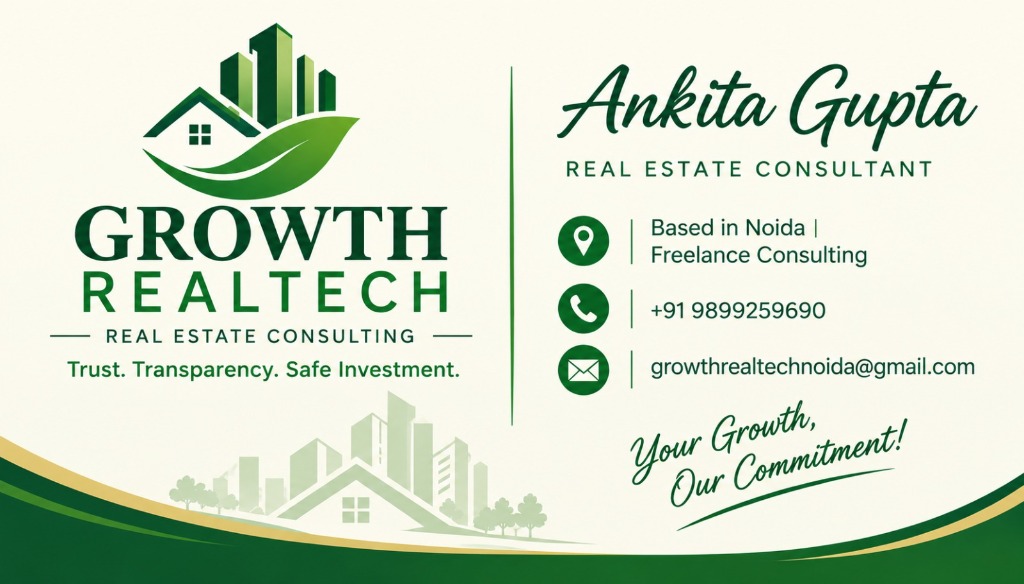 GROWTH
REALTECH
REAL ESTATE CONSULTING
Trust. Transparency. Safe Investment.
Ankita Gupta
REAL ESTATE CONSULTANT
Based in Noida |
Freelance Consulting
+91 9899259690
growthrealtechnoida@gmail.com
Your Growth,
Our Commitment!